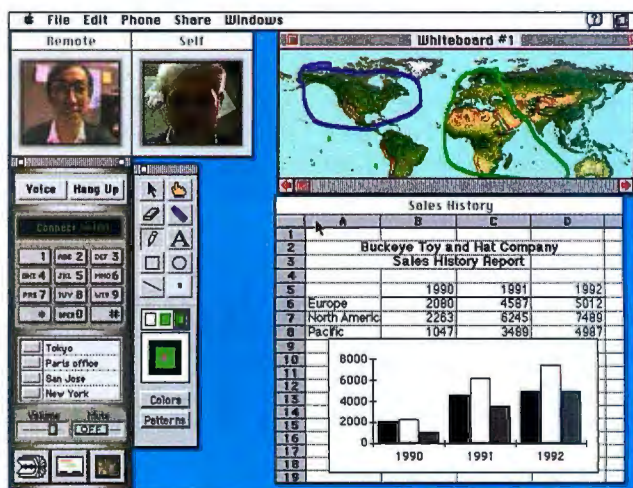 File Edit Phone Share Windows
Remote
Self
Whiteboard #1
Voice
Hang Up
Connect
1
ABC 2
DEF 3
GHI 4
JKL 5
MNO 6
PRS 7
TUV 8
WXY 9
*
OPER 0
#
Tokyo
Paris office
San Jose
New York
Volume
Mute
OFF
A
Colors
Patterns
Sales History
A B C D
1
2 Buckeye Toy and Hat Company
3 Sales History Report
4
5 1990 1991 1992
6 Europe 2080 4587 5012
7 North Americ 2263 6245 7489
8 Pacific 1047 3489 4987
9
10
11
12
13
14
15
16
17
18
19
8000
6000
4000
2000
0
1990 1991 1992